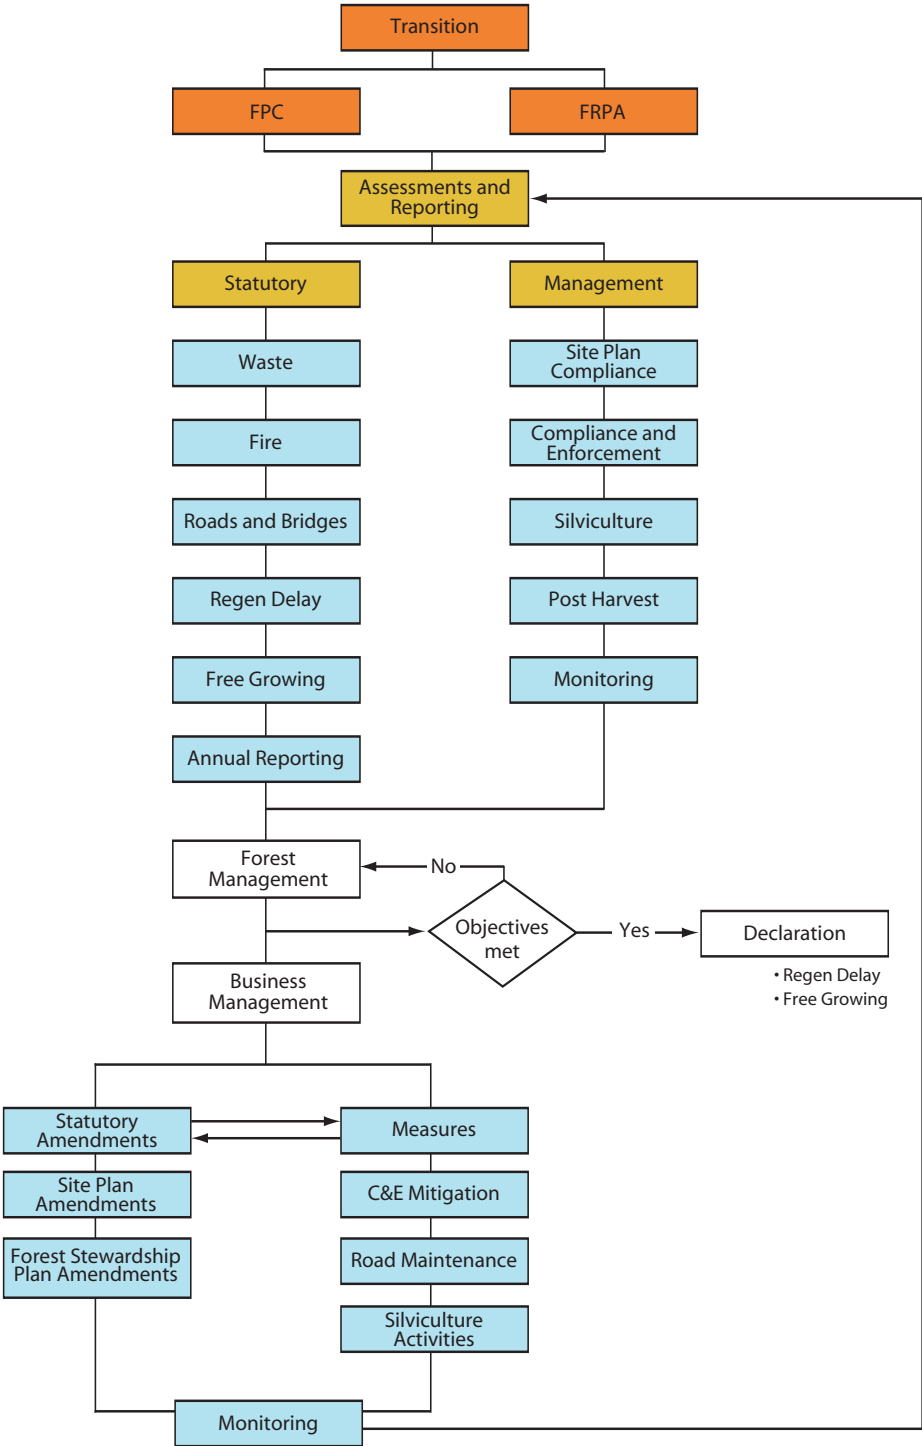 Transition
FPC
FRPA
Assessments and
Reporting
Statutory
Management
Waste
Site Plan
Compliance
Fire
Compliance and
Enforcement
Roads and Bridges
Silviculture
Regen Delay
Post Harvest
Free Growing
Monitoring
Annual Reporting
Forest
Management
No
Objectives
met
Yes
Declaration
• Regen Delay
• Free Growing
Business
Management
Statutory
Amendments
Measures
Site Plan
Amendments
C&E Mitigation
Forest Stewardship
Plan Amendments
Road Maintenance
Silviculture
Activities
Monitoring